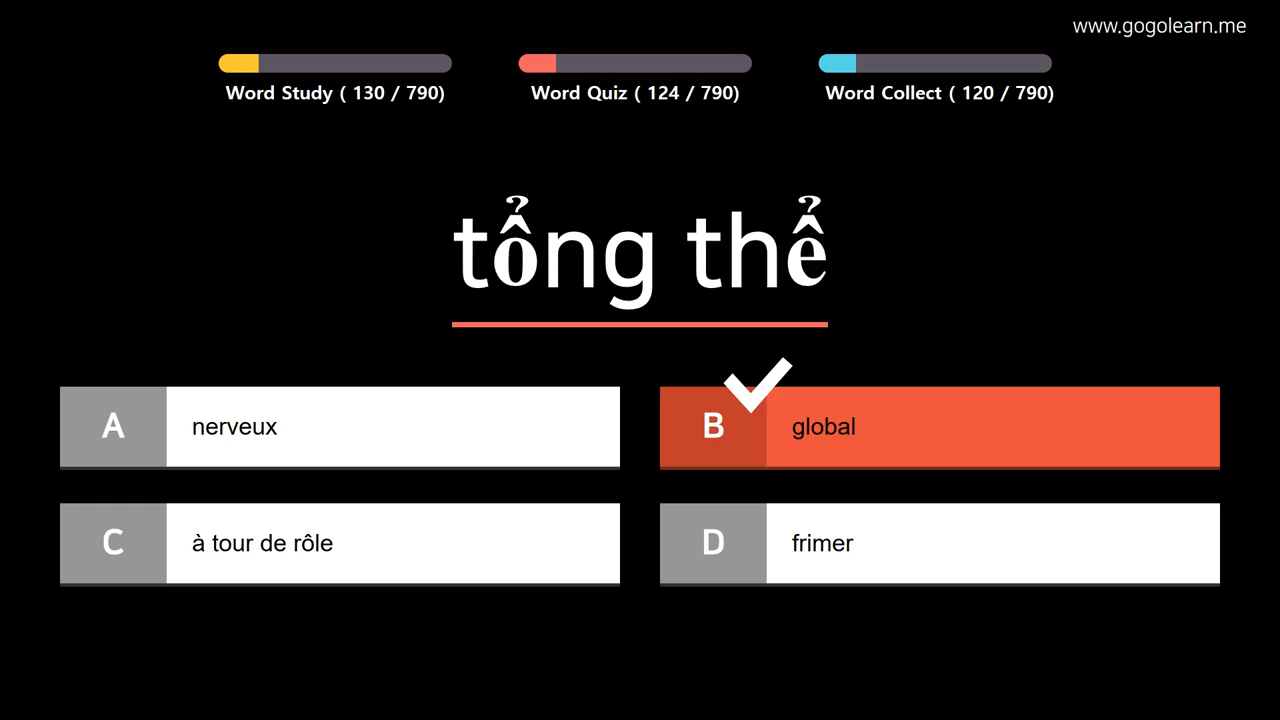 www.gogolearn.me
Word Study ( 130 / 790)
Word Quiz ( 124 / 790)
Word Collect ( 120 / 790)
tổng thể
A
nerveux
B
global
C
à tour de rôle
D
frimer